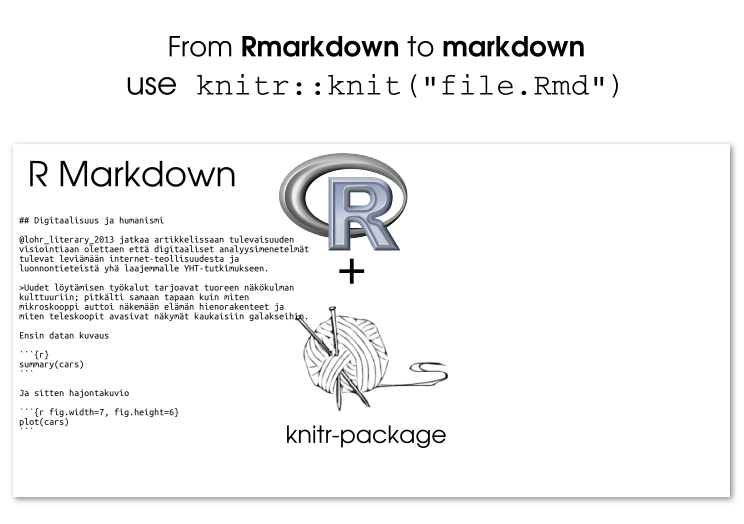 From Rmarkdown to markdown
use knitr::knit("file.Rmd")
R Markdown
## Digitaalisuus ja humanismi
@lohr_literary_2013 jatkaa artikkelissaan tulevaisuuden
visiointiaan olettaen että digitaaliset analyysimenetelmät
tulevat leviämään internet-teollisuudesta ja
luonnontieteistä yhä laajemmalle YHT-tutkimukseen.
>Uudet löytämisen työkalut tarjoavat tuoreen näkökulman
kulttuuriin; pitkälti samaan tapaan kuin miten
mikroskooppi auttoi näkemään elämän hienorakenteet ja
miten teleskoopit avasivat näkymät kaukaisiin galakseihin.
Ensin datan kuvaus
```{r}
summary(cars)
```
Ja sitten hajontakuvio
```{r fig.width=7, fig.height=6}
plot(cars)
```
R
+
knitr-package